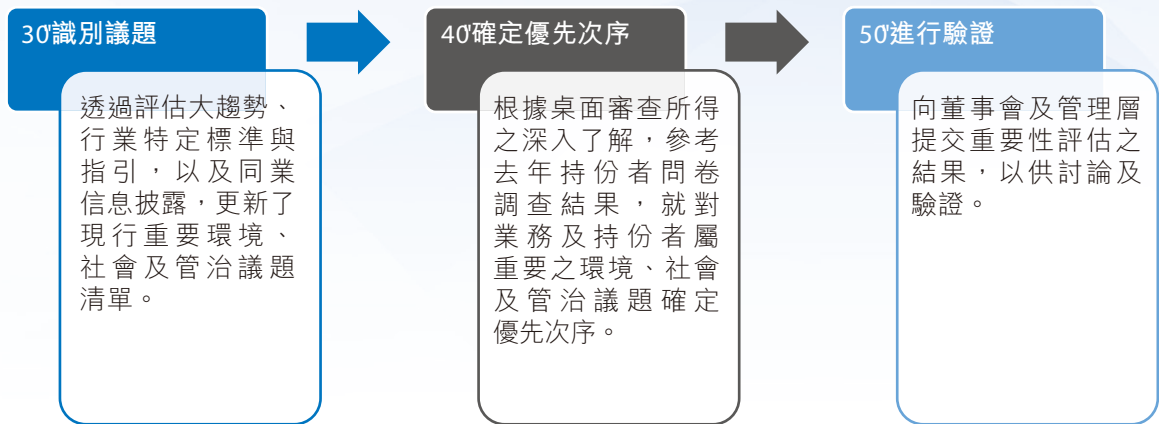 30'識別議題
透過評估大趨勢、
行業特定標準與
指引，以及同業
信息披露，更新了
現行重要環境、
社會及管治議題
清單。
40'確定優先次序
根據桌面審查所得
之深入了解，參考
去年持份者問卷
調查結果，就對
業務及持份者屬
重要之環境、社會
及管治議題確定
優先次序。
50'進行驗證
向董事會及管理層
提交重要性評估之
結果，以供討論及
驗證。